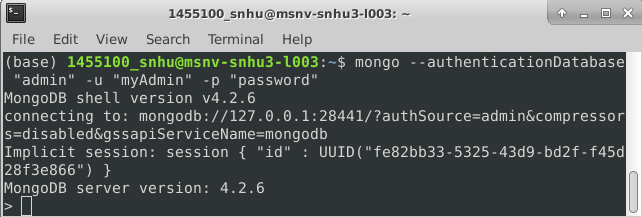 1455100_snhu@msnv-snhu3-l003: ~
File Edit View Search Terminal Help
(base) 1455100_snhu@msnv-snhu3-l003:~$ mongo --authenticationDatabase
 "admin" -u "myAdmin" -p "password"
MongoDB shell version v4.2.6
connecting to: mongodb://127.0.0.1:28441/?authSource=admin&compressor
s=disabled&gssapiServiceName=mongodb
Implicit session: session { "id" : UUID("fe82bb33-5325-43d9-bd2f-f45d
28f3e866") }
MongoDB server version: 4.2.6
>